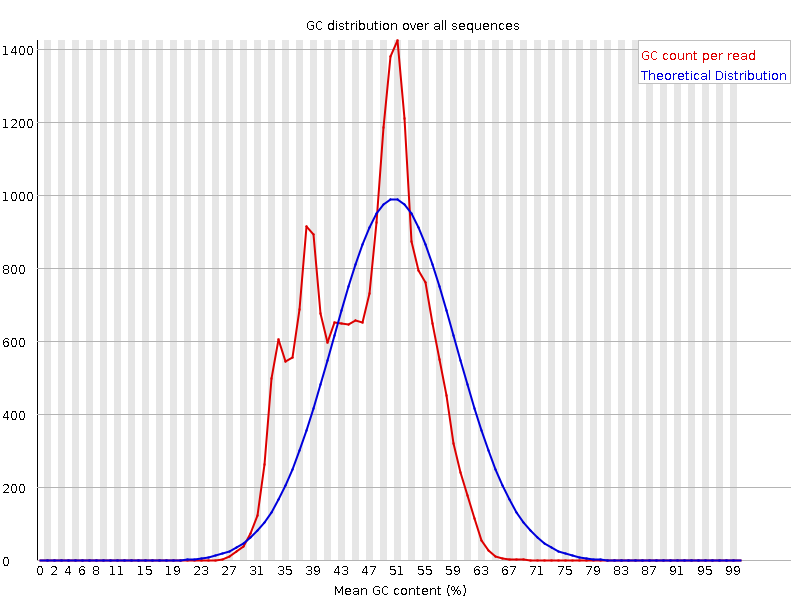 GC distribution over all sequences
GC count per read
Theoretical Distribution
1400
1200
1000
800
600
400
200
0
0 2 4 6 8 11 15 19 23 27 31 35 39 43 47 51 55 59 63 67 71 75 79 83 87 91 95 99
Mean GC content (%)